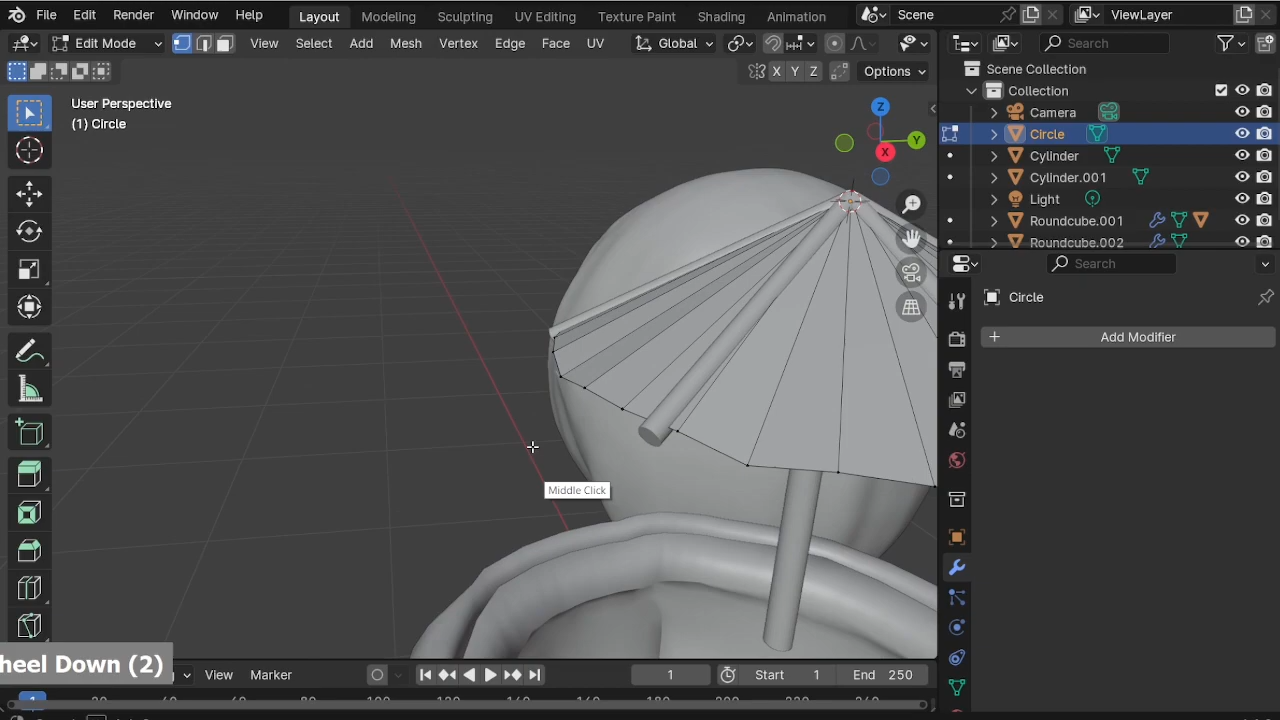 File Edit Render Window Help Layout Modeling Sculpting UV Editing Texture Paint Shading Animation Scene ViewLayer
Edit Mode View Select Add Mesh Vertex Edge Face UV Global Search
X Y Z Options Scene Collection
User Perspective Collection
(1) Circle Camera
Z Circle
Y Cylinder
X Cylinder.001
Light
Roundcube.001
Roundcube.002
Search
Circle
Add Modifier
Middle Click
heel Down (2)
View Marker 1 Start 1 End 250